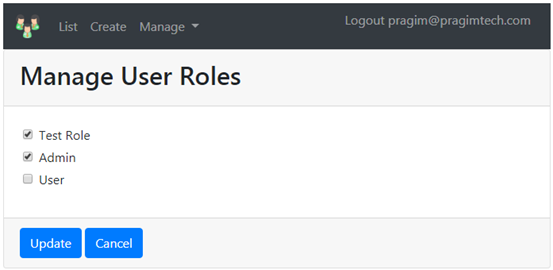 List Create Manage Logout pragim@pragimtech.com
Manage User Roles
Test Role
Admin
User
Update Cancel